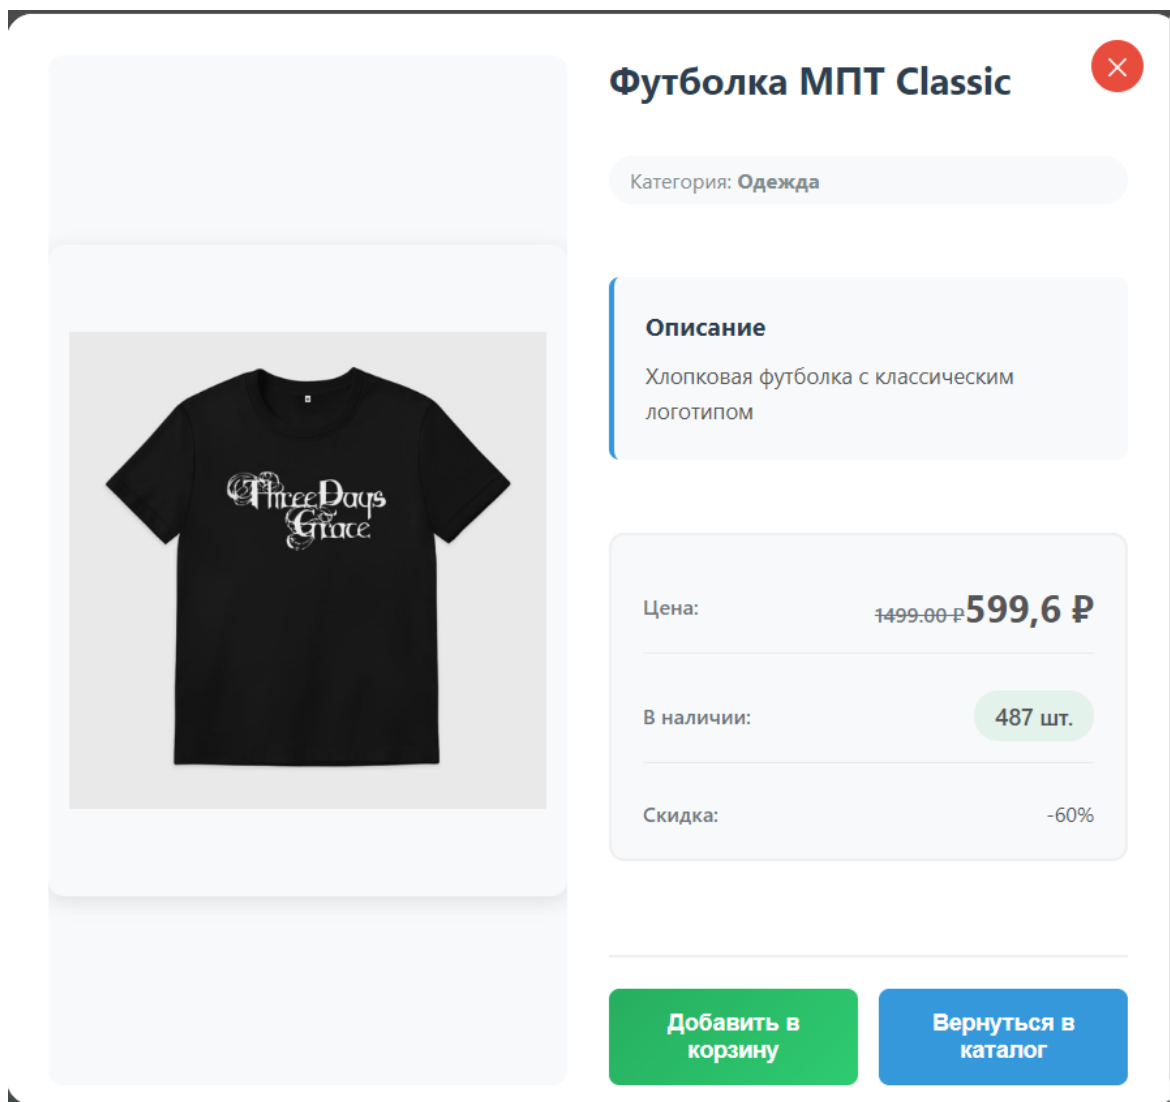 Футболка МПТ Classic
Категория: Одежда
Three Days
Grace
Описание
Хлопковая футболка с классическим
логотипом
Цена: 1499.00 ₽ 599,6 ₽
В наличии: 487 шт.
Скидка: -60%
Добавить в
корзину
Вернуться в
каталог